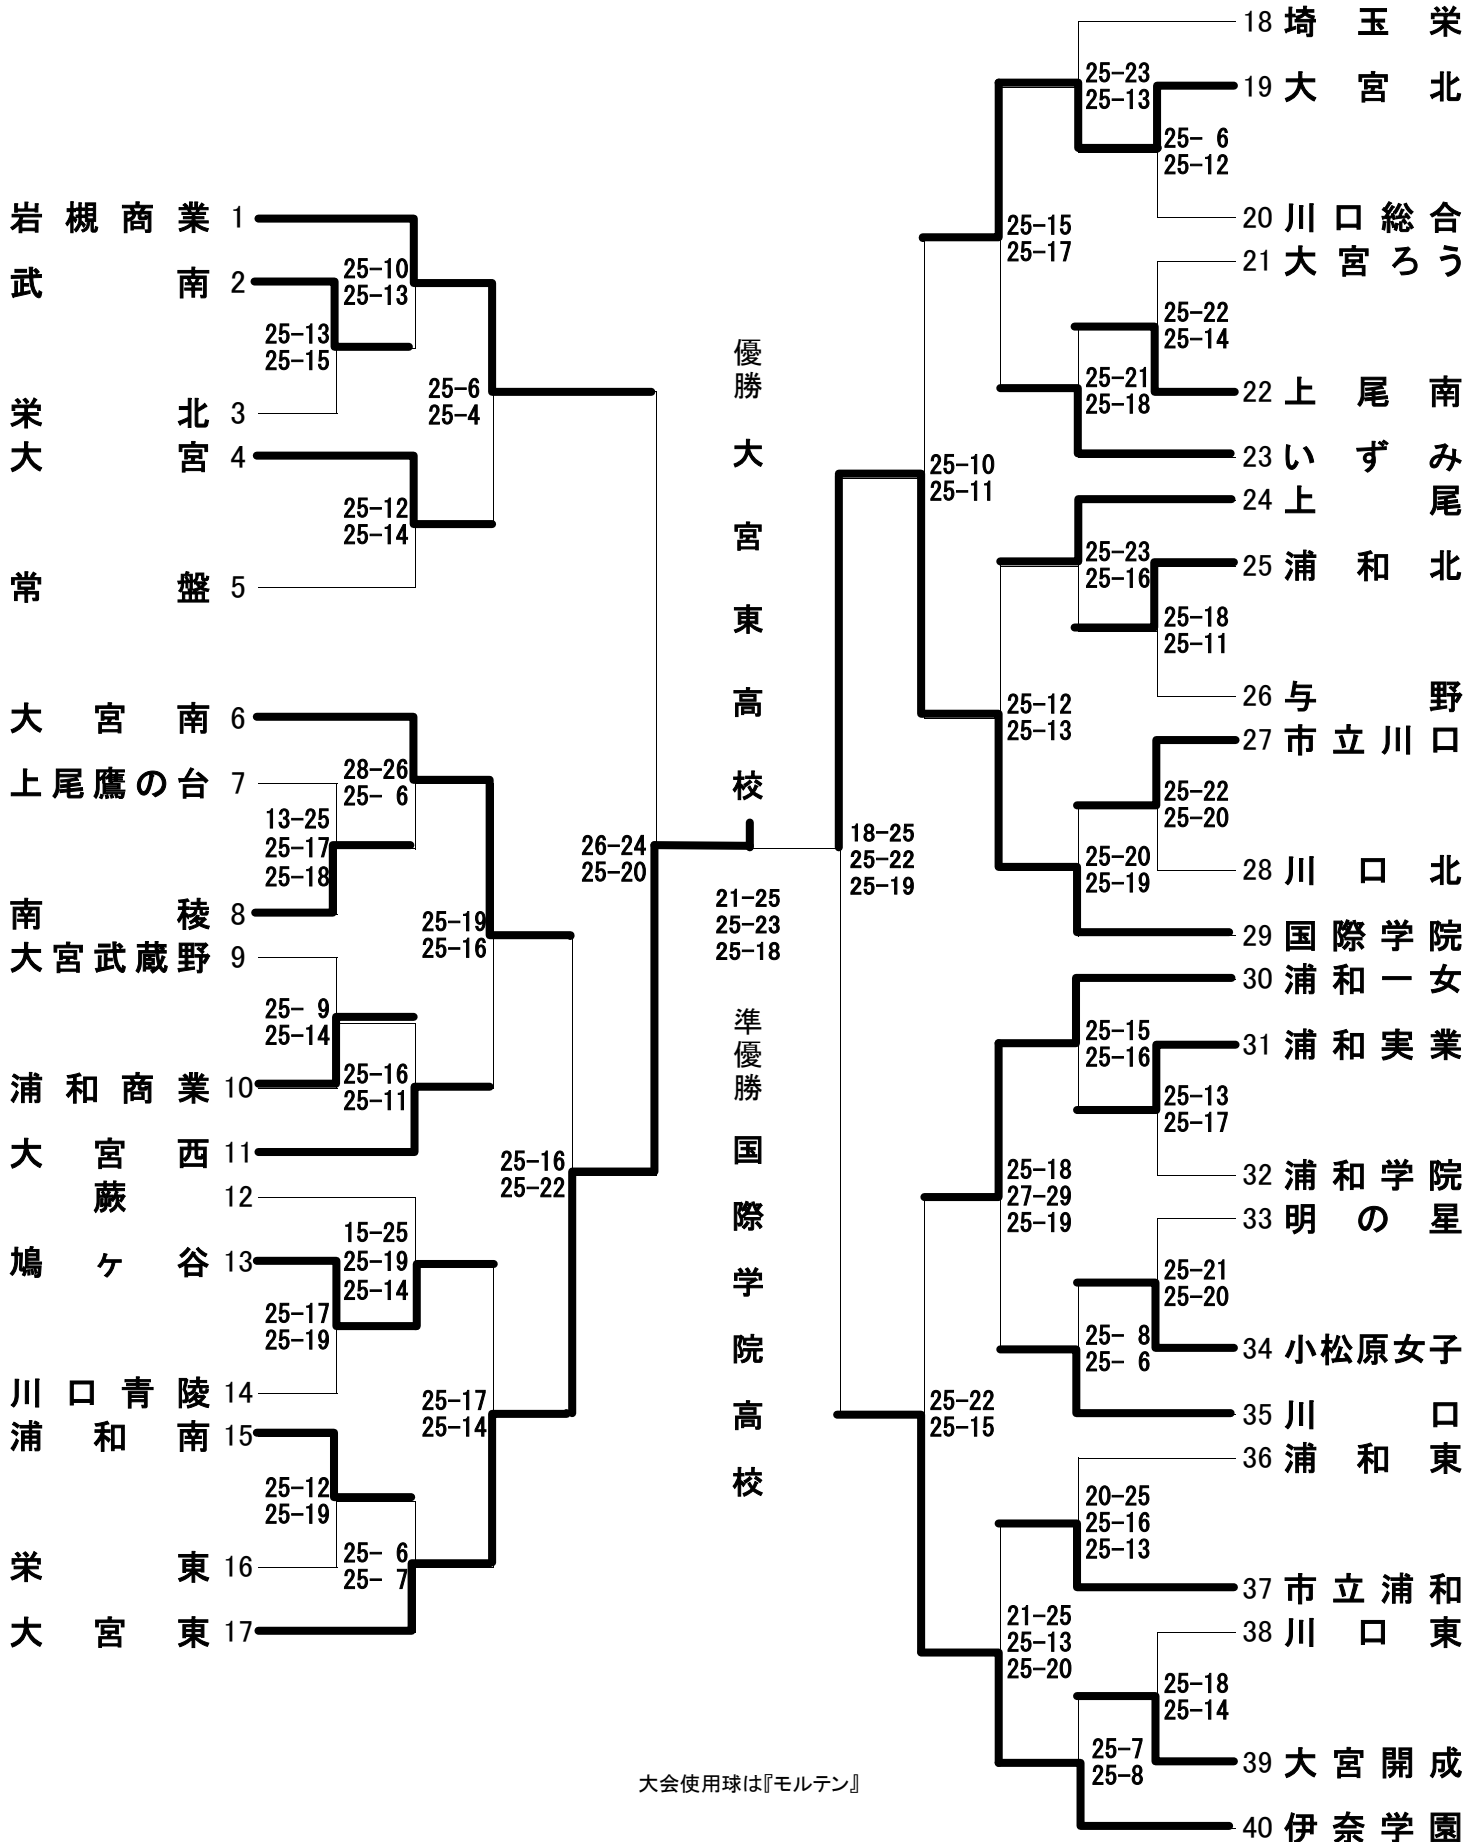 岩槻商業 1
武南 2
25-10
25-13
25-13
25-15
栄北 3
大宮 4
25-6
25-4
25-12
25-14
常盤 5
大宮南 6
上尾鷹の台 7
28-26
25- 6
13-25
25-17
25-18
南稜 8
大宮武蔵野 9
25-19
25-16
25- 9
25-14
浦和商業 10
25-16
25-11
大宮西 11
蕨 12
25-16
25-22
鳩ヶ谷 13
15-25
25-19
25-14
25-17
25-19
川口青陵 14
浦和南 15
25-17
25-14
25-12
25-19
栄東 16
25- 6
25- 7
大宮東 17
26-24
25-20
優勝
大宮東高校
21-25
25-23
25-18
準優勝
国際学院高校
18-25
25-22
25-19
18 埼玉栄
25-23
25-13
19 大宮北
25- 6
25-12
20 川口総合
25-15
25-17
21 大宮ろう
25-22
25-14
25-21
25-18
22 上尾南
23 いずみ
25-10
25-11
24 上尾
25-23
25-16
25 浦和北
25-18
25-11
26 与野
25-12
25-13
27 市立川口
25-22
25-20
25-20
25-19
28 川口北
29 国際学院
30 浦和一女
25-15
25-16
31 浦和実業
25-13
25-17
32 浦和学院
25-18
27-29
25-19
33 明の星
25-21
25-20
25- 8
25- 6
34 小松原女子
25-22
25-15
35 川口
36 浦和東
20-25
25-16
25-13
37 市立浦和
21-25
25-13
25-20
38 川口東
25-18
25-14
25-7
25-8
39 大宮開成
40 伊奈学園
大会使用球は『モルテン』